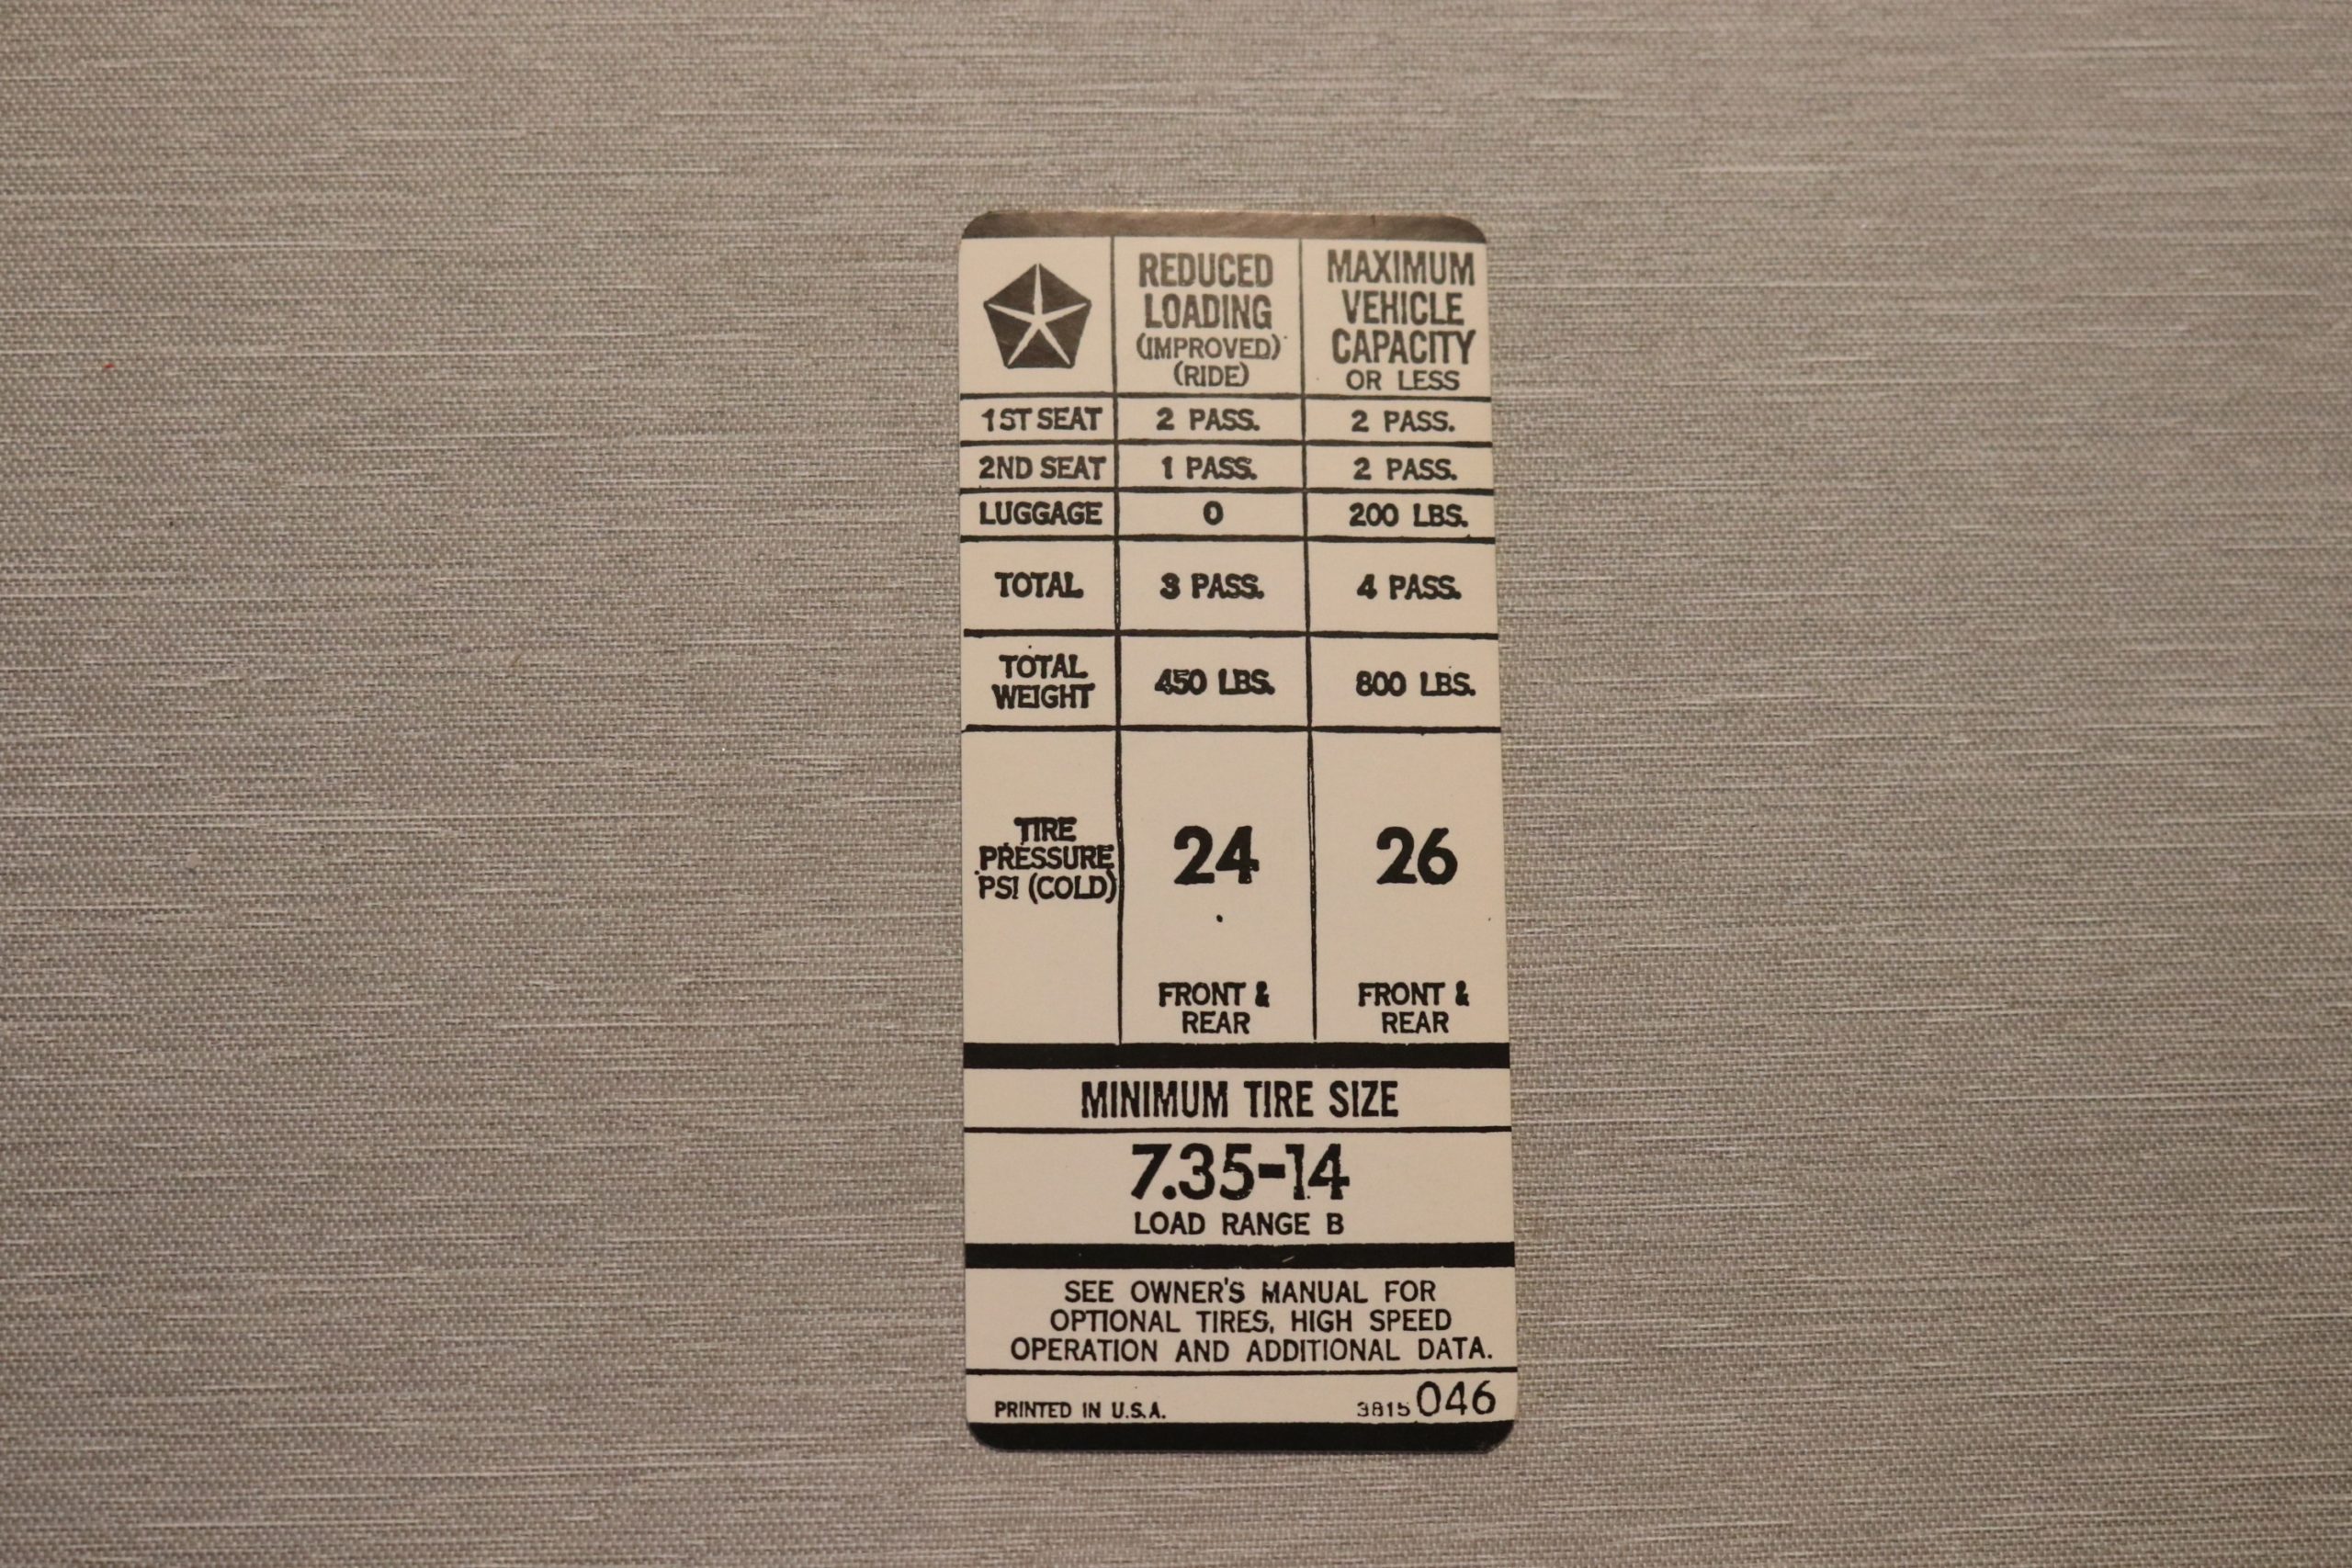 REDUCED
LOADING
(IMPROVED)
(RIDE)
MAXIMUM
VEHICLE
CAPACITY
OR LESS
1ST SEAT 2 PASS. 2 PASS.
2ND SEAT 1 PASS. 2 PASS.
LUGGAGE 0 200 LBS.
TOTAL 3 PASS. 4 PASS.
TOTAL
WEIGHT 450 LBS. 800 LBS.
TIRE
PRESSURE
PSI (COLD)
24
FRONT &
REAR
26
FRONT &
REAR
MINIMUM TIRE SIZE
7.35-14
LOAD RANGE B
SEE OWNER'S MANUAL FOR
OPTIONAL TIRES, HIGH SPEED
OPERATION AND ADDITIONAL DATA.
PRINTED IN U.S.A. 3815046